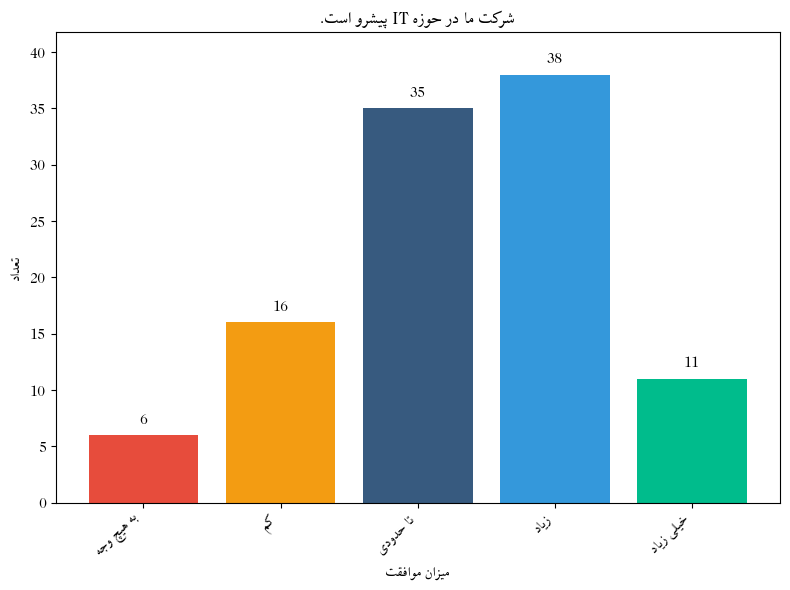 شرکت ما در حوزه IT پیشرو است.
40
35
30
25
20
15
10
5
0
تعداد
6
16
35
38
11
به هیچ وجه
کم
تا حدودی
زیاد
خیلی زیاد
میزان موافقت